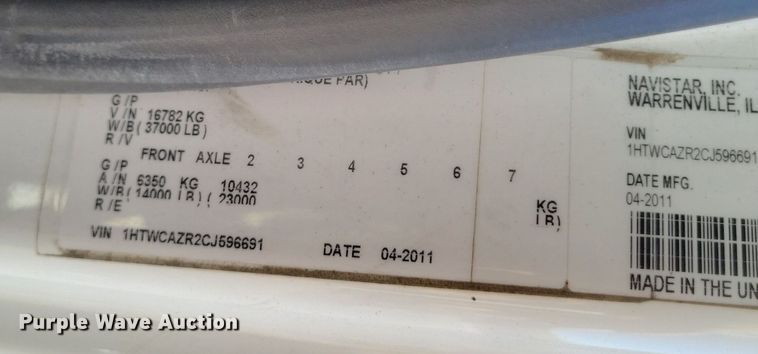 IQUE PAR)
G/P
V/N 16782 KG
W/B( 37000 LB)
R/V
FRONT AXLE 2 3 4 5 6 7
G/P
A/N 6350 KG 10432 KG
W/B( 14000 LB)( 23000 LB)
R/E
VIN 1HTWCAZR2CJ596691 DATE 04-2011
NAVISTAR, INC.
WARRENVILLE, IL
VIN
1HTWCAZR2CJ596691
DATE MFG.
04-2011
MADE IN THE UN
Purple Wave Auction